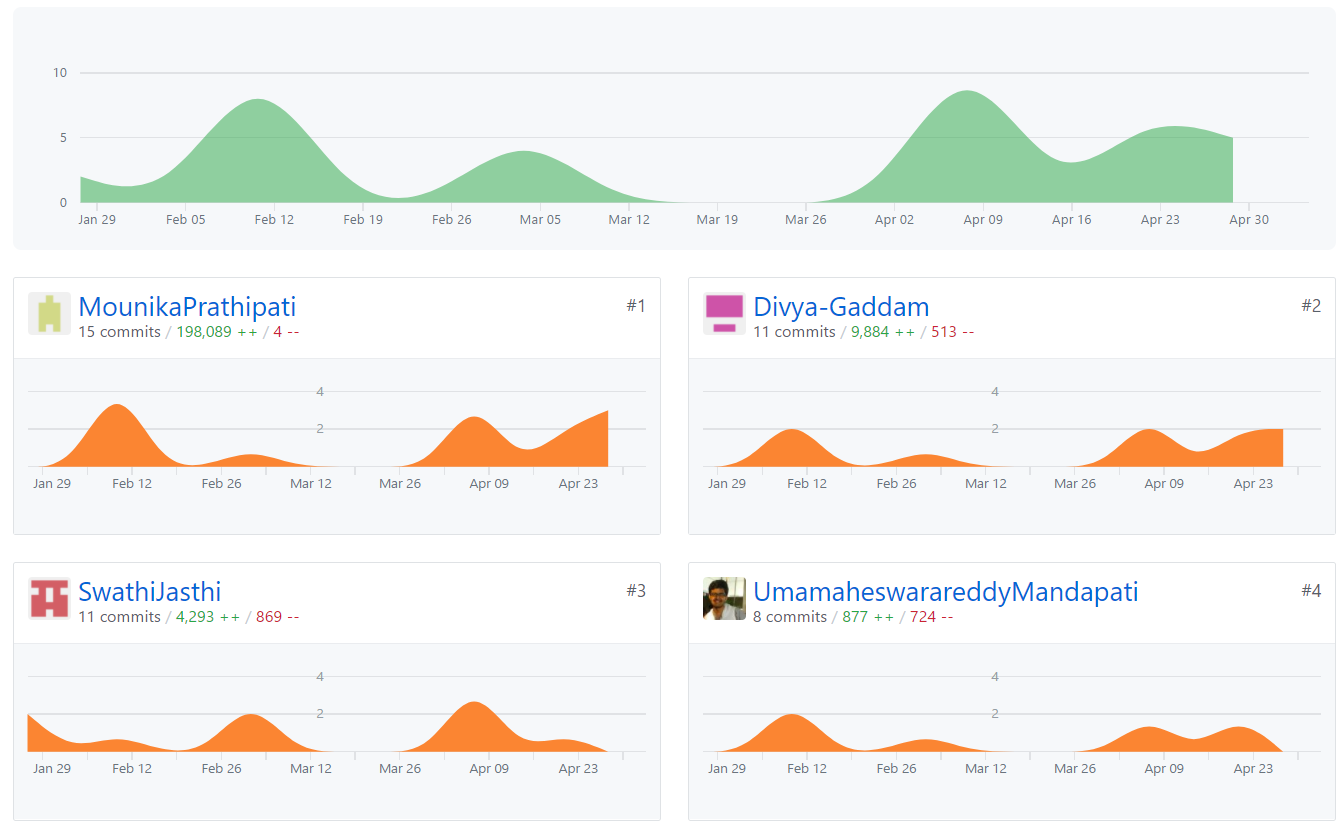 10
5
0
Jan 29 Feb 05 Feb 12 Feb 19 Feb 26 Mar 05 Mar 12 Mar 19 Mar 26 Apr 02 Apr 09 Apr 16 Apr 23 Apr 30
MounikaPrathipati #1
15 commits / 198,089 ++ / 4 --
4
2
Jan 29 Feb 12 Feb 26 Mar 12 Mar 26 Apr 09 Apr 23
Divya-Gaddam #2
11 commits / 9,884 ++ / 513 --
4
2
Jan 29 Feb 12 Feb 26 Mar 12 Mar 26 Apr 09 Apr 23
SwathiJasthi #3
11 commits / 4,293 ++ / 869 --
4
2
Jan 29 Feb 12 Feb 26 Mar 12 Mar 26 Apr 09 Apr 23
UmamaheswarareddyMandapati #4
8 commits / 877 ++ / 724 --
4
2
Jan 29 Feb 12 Feb 26 Mar 12 Mar 26 Apr 09 Apr 23